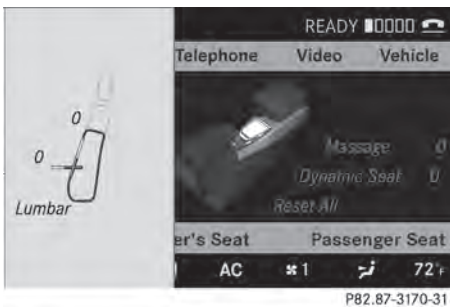 READY
Telephone Video Vehicle
0
0 Massage 0
Dynamic Seat 0
Lumbar Reset All
er's Seat Passenger Seat
AC 1 72°F
P82.87-3170-31